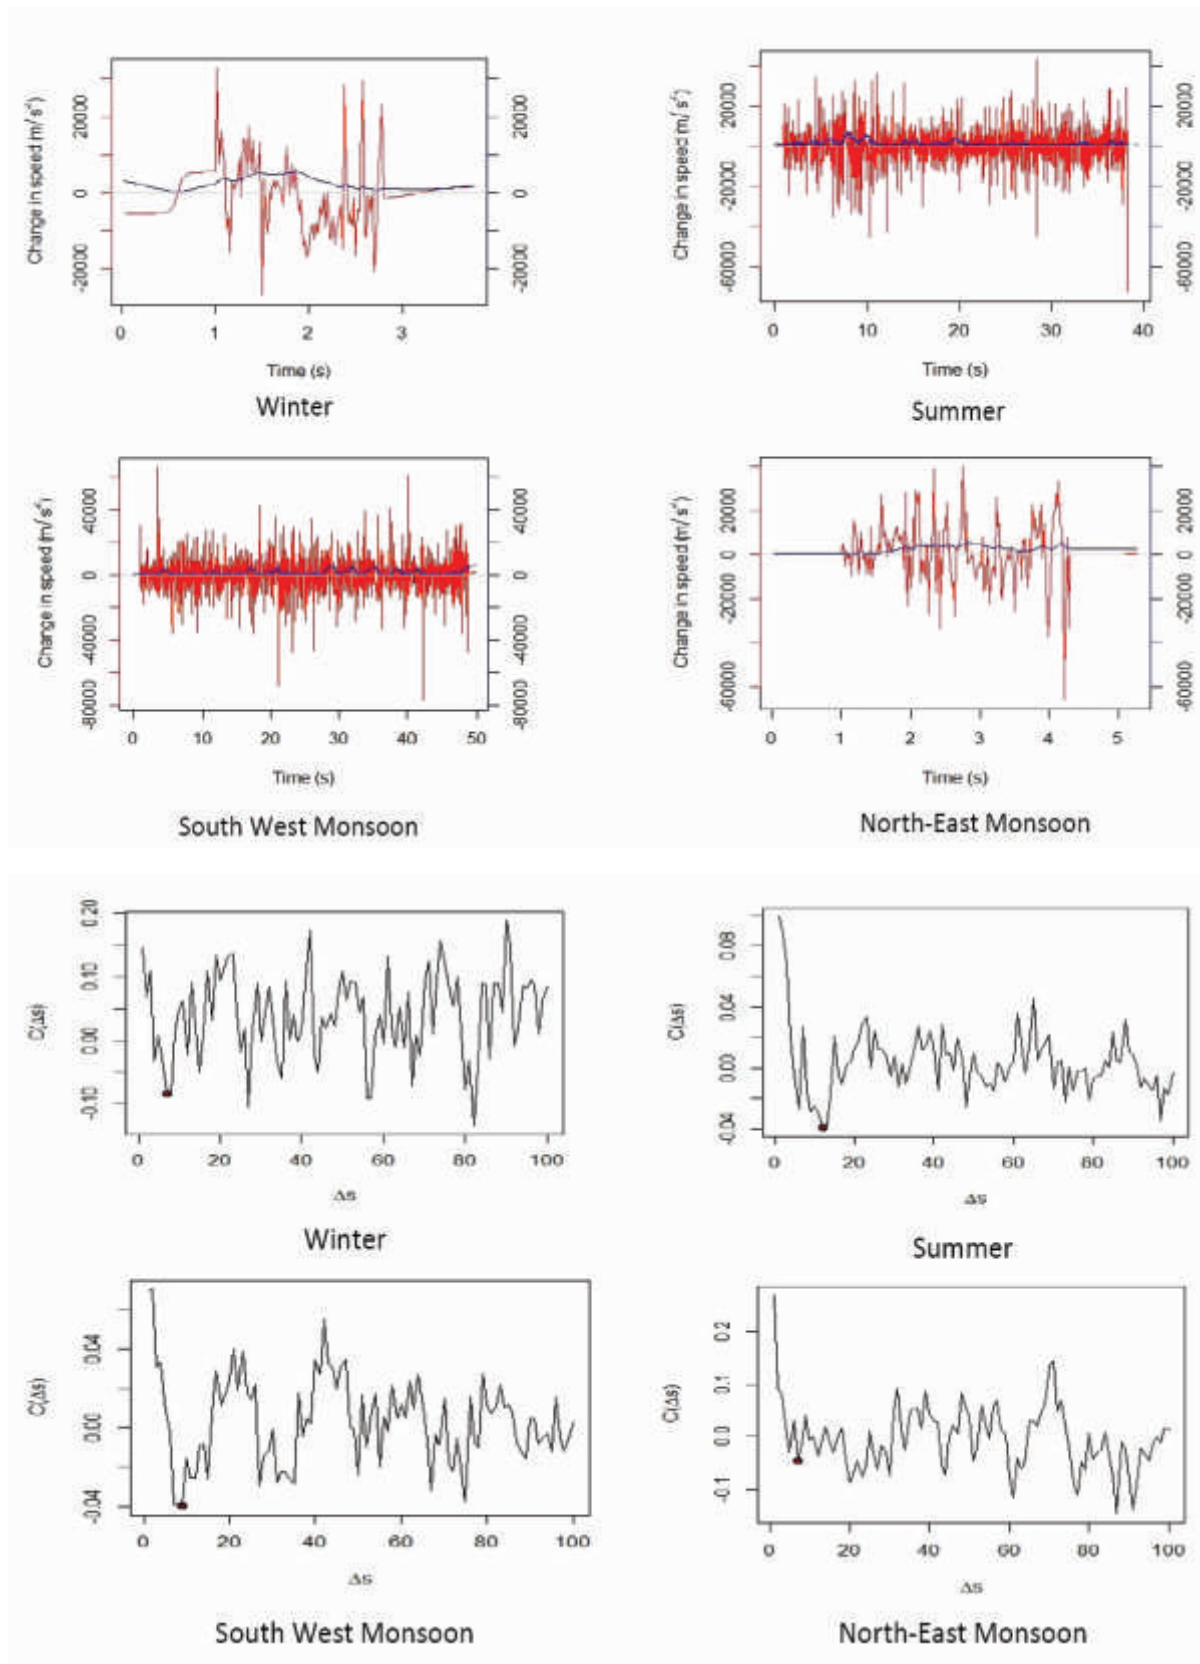 Change in speed m/ s²)
20000
0
-20000
20000
0
-20000
0 1 2 3
Time (s)
Winter
Change in speed m/ s²)
20000
-20000
-60000
20000
-20000
-60000
0 10 20 30 40
Time (s)
Summer
Change in speed (m/ s²)
40000
0
-40000
-80000
40000
0
-40000
-80000
0 10 20 30 40 50
Time (s)
South West Monsoon
Change in speed (m/ s²)
20000
0
-20000
-60000
20000
0
-20000
-60000
0 1 2 3 4 5
Time (s)
North-East Monsoon
C(Δs)
0.20
0.10
0.00
-0.10
0 20 40 60 80 100
Δs
Winter
C(Δs)
0.08
0.04
0.00
-0.04
0 20 40 60 80 100
Δs
Summer
C(Δs)
0.04
0.00
-0.04
0 20 40 60 80 100
Δs
South West Monsoon
C(Δs)
0.2
0.1
0.0
-0.1
0 20 40 60 80 100
Δs
North-East Monsoon